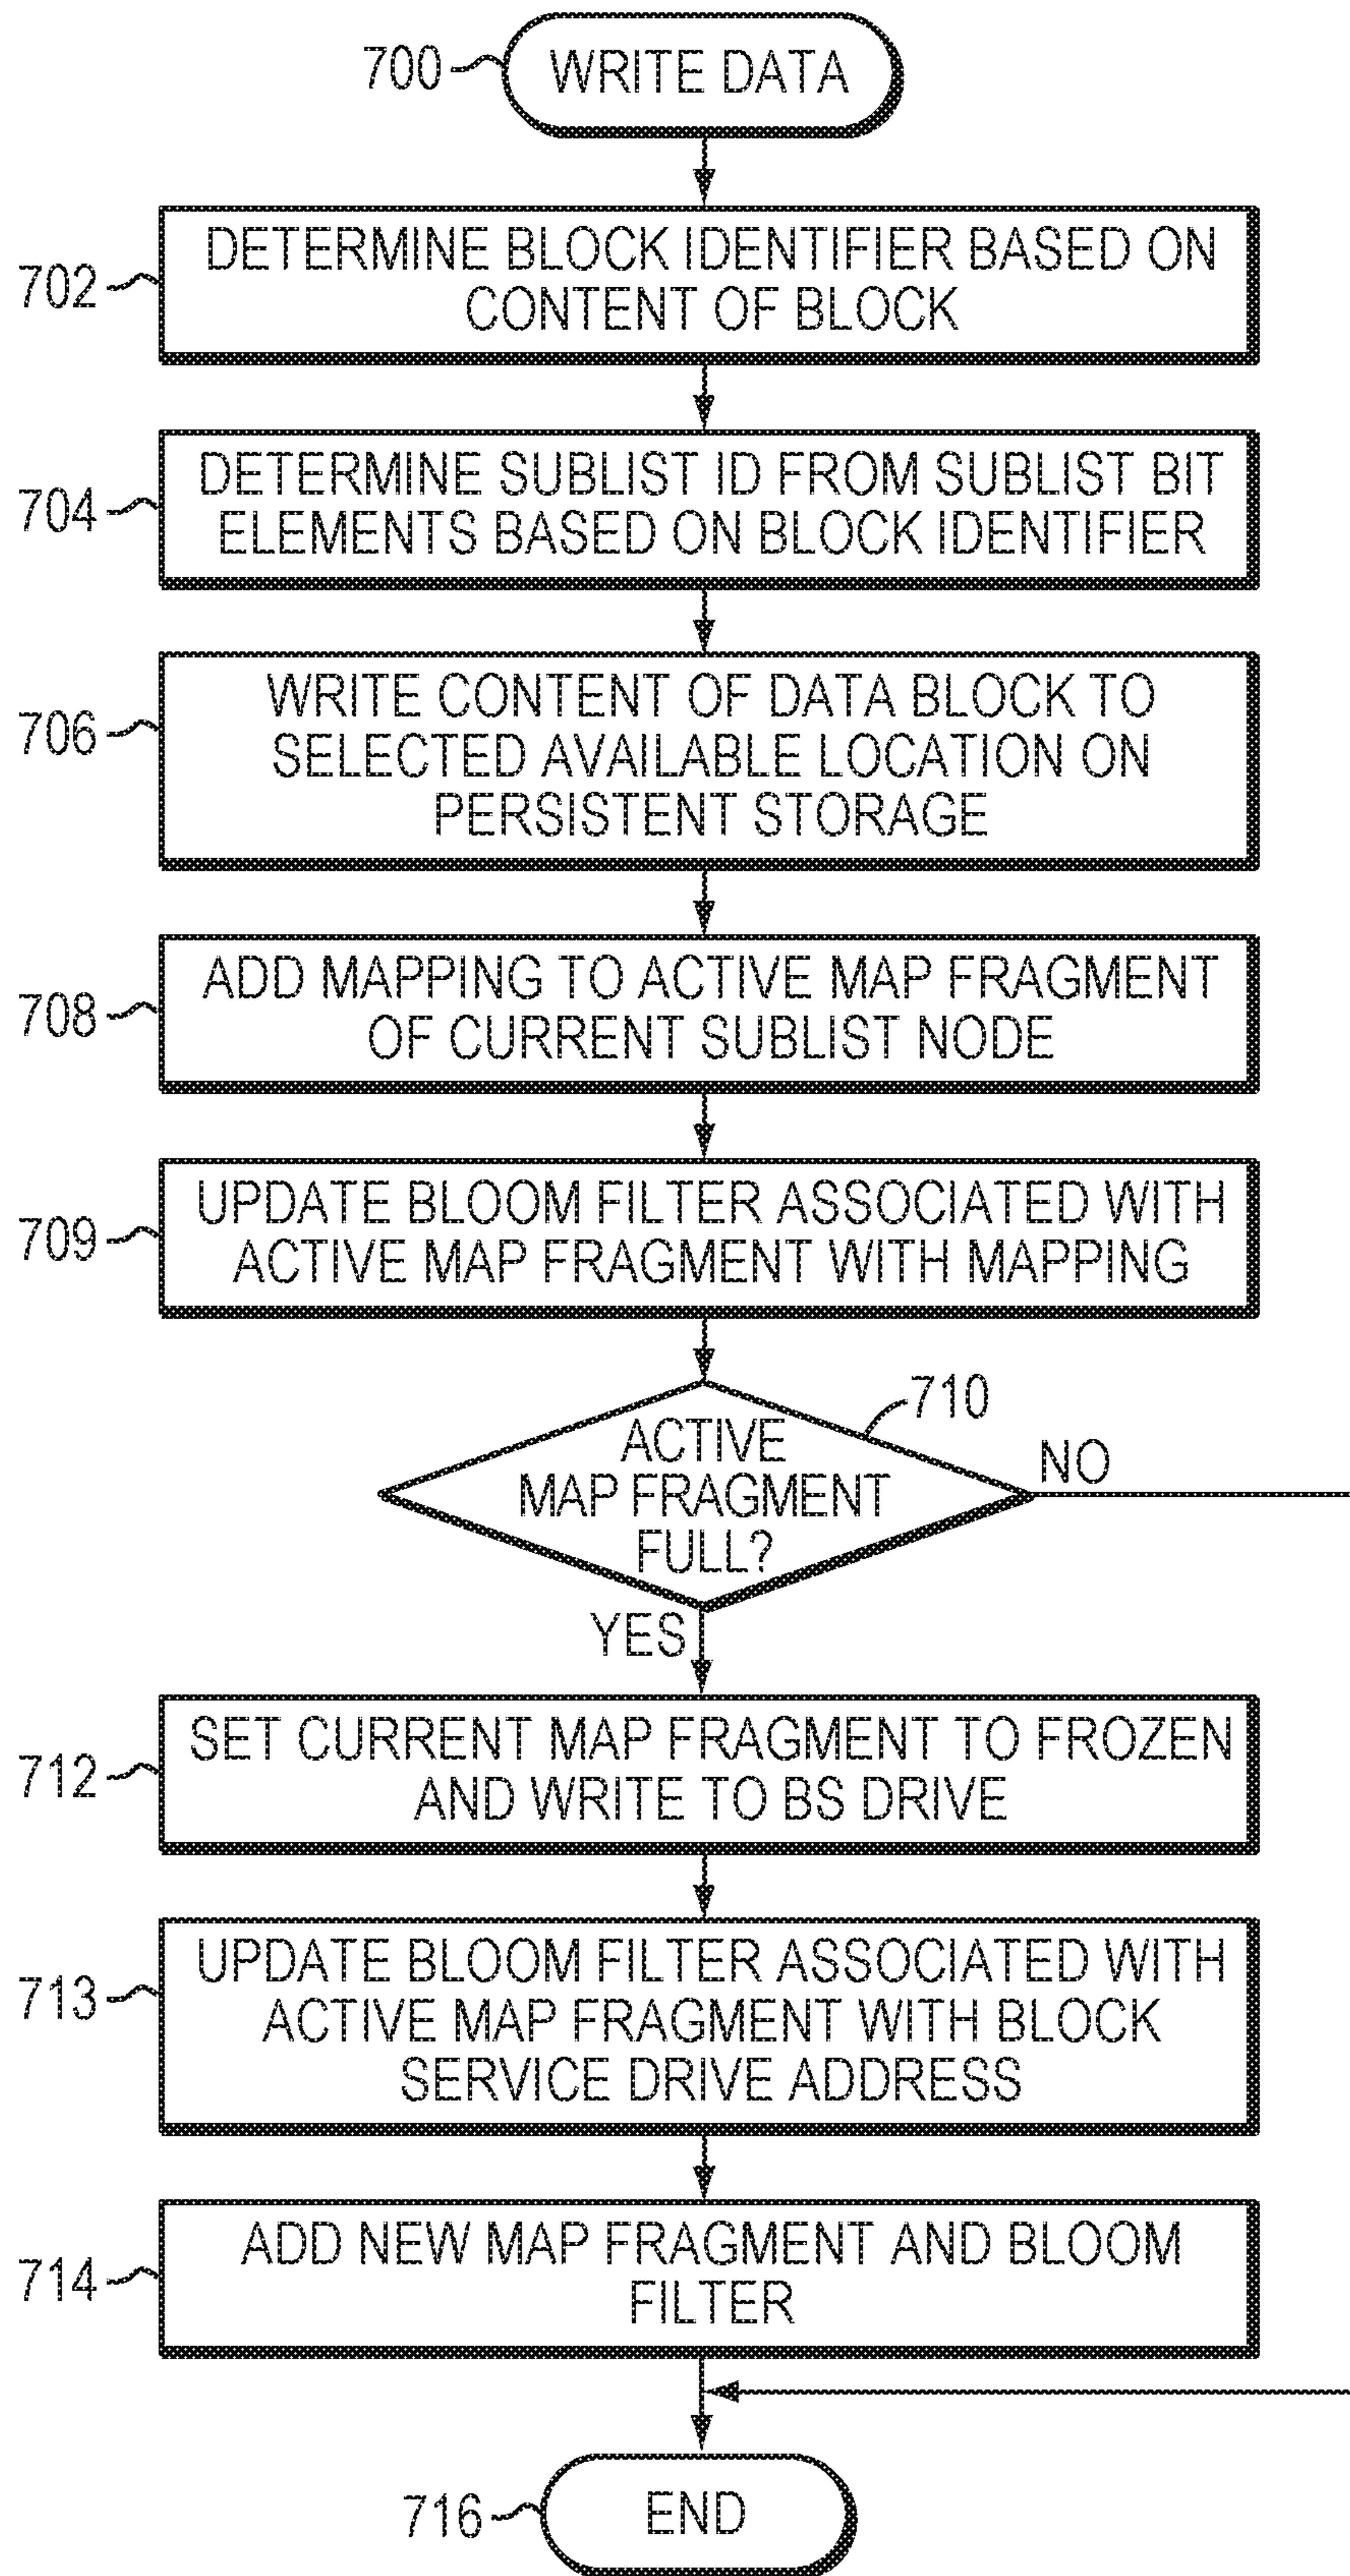 700
WRITE DATA
702
DETERMINE BLOCK IDENTIFIER BASED ON
CONTENT OF BLOCK
704
DETERMINE SUBLIST ID FROM SUBLIST BIT
ELEMENTS BASED ON BLOCK IDENTIFIER
706
WRITE CONTENT OF DATA BLOCK TO
SELECTED AVAILABLE LOCATION ON
PERSISTENT STORAGE
708
ADD MAPPING TO ACTIVE MAP FRAGMENT
OF CURRENT SUBLIST NODE
709
UPDATE BLOOM FILTER ASSOCIATED WITH
ACTIVE MAP FRAGMENT WITH MAPPING
710
ACTIVE
MAP FRAGMENT
FULL?
NO
YES
712
SET CURRENT MAP FRAGMENT TO FROZEN
AND WRITE TO BS DRIVE
713
UPDATE BLOOM FILTER ASSOCIATED WITH
ACTIVE MAP FRAGMENT WITH BLOCK
SERVICE DRIVE ADDRESS
714
ADD NEW MAP FRAGMENT AND BLOOM
FILTER
716
END